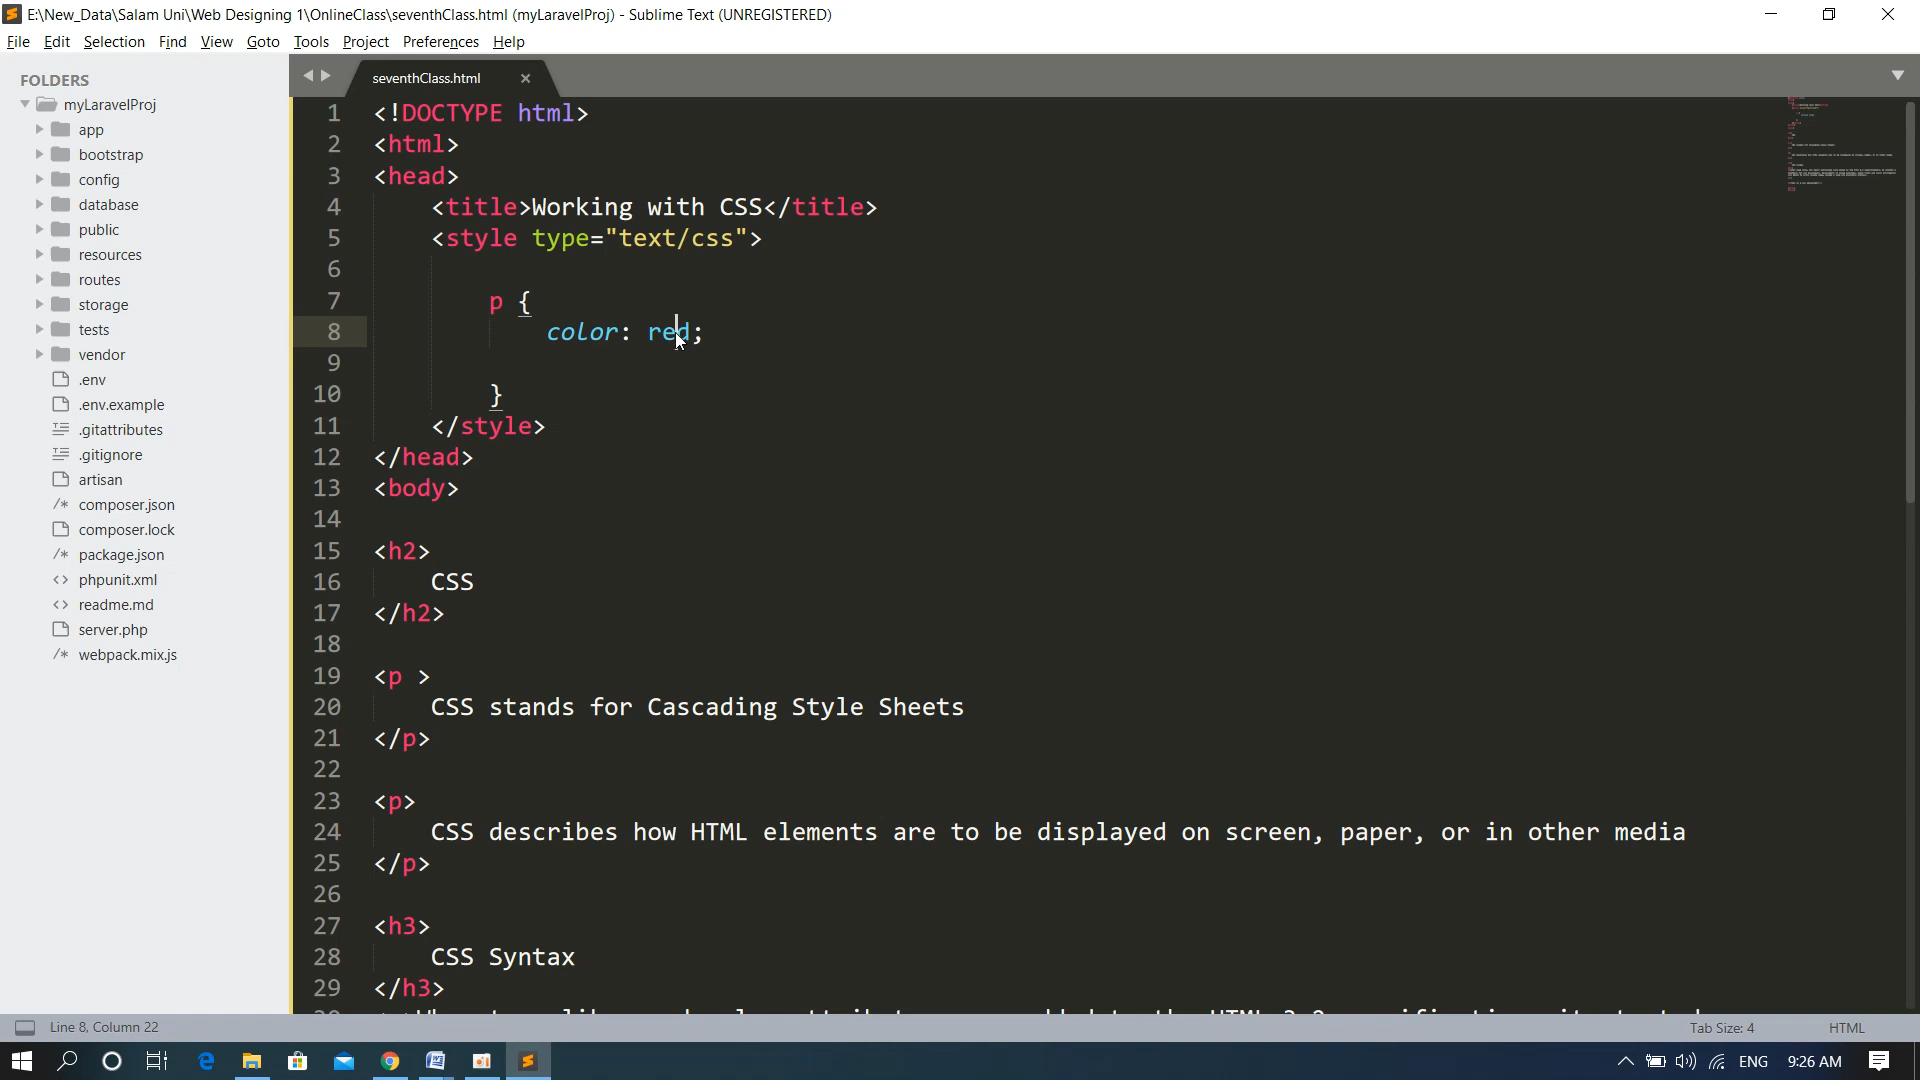 E:\New_Data\Salam Uni\Web Designing 1\OnlineClass\seventhClass.html (myLaravelProj) - Sublime Text (UNREGISTERED)
File Edit Selection Find View Goto Tools Project Preferences Help
FOLDERS
myLaravelProj
app
bootstrap
config
database
public
resources
routes
storage
tests
vendor
.env
.env.example
.gitattributes
.gitignore
artisan
/* composer.json
composer.lock
/* package.json
<> phpunit.xml
<> readme.md
server.php
/* webpack.mix.js
seventhClass.html
1 <!DOCTYPE html>
2 <html>
3 <head>
4 <title>Working with CSS</title>
5 <style type="text/css">
6
7 p {
8 color: red;
9
10 }
11 </style>
12 </head>
13 <body>
14
15 <h2>
16 CSS
17 </h2>
18
19 <p >
20 CSS stands for Cascading Style Sheets
21 </p>
22
23 <p>
24 CSS describes how HTML elements are to be displayed on screen, paper, or in other media
25 </p>
26
27 <h3>
28 CSS Syntax
29 </h3>
Line 8, Column 22
Tab Size: 4
HTML
ENG
9:26 AM